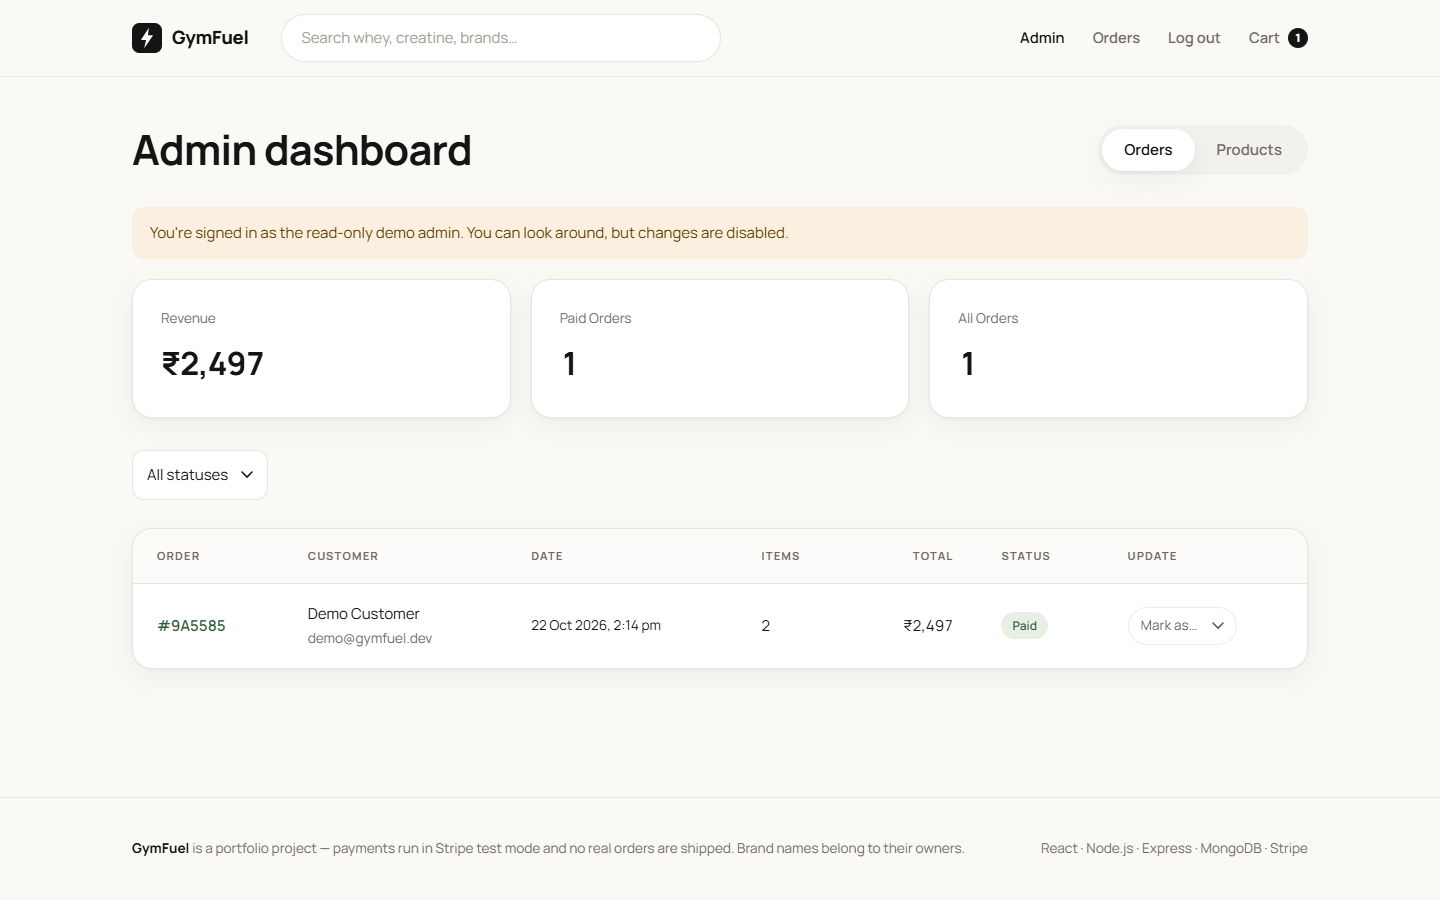 GymFuel
Search whey, creatine, brands...
Admin Orders Log out Cart 1
Admin dashboard
Orders Products
You're signed in as the read-only demo admin. You can look around, but changes are disabled.
Revenue
₹2,497
Paid Orders
1
All Orders
1
All statuses
ORDER CUSTOMER DATE ITEMS TOTAL STATUS UPDATE
#9A5585 Demo Customer 22 Oct 2026, 2:14 pm 2 ₹2,497 Paid Mark as...
demo@gymfuel.dev
GymFuel is a portfolio project — payments run in Stripe test mode and no real orders are shipped. Brand names belong to their owners.
React · Node.js · Express · MongoDB · Stripe